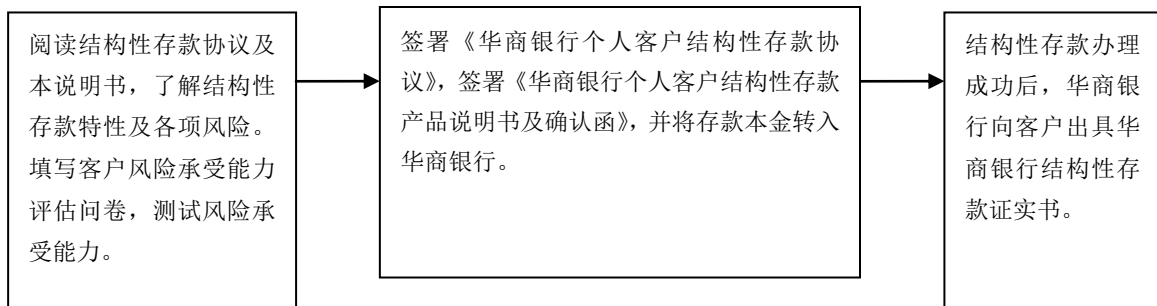 阅读结构性存款协议及
本说明书，了解结构性
存款特性及各项风险。
填写客户风险承受能力
评估问卷，测试风险承
受能力。
签署《华商银行个人客户结构性存款协
议》，签署《华商银行个人客户结构性存款
产品说明书及确认函》，并将存款本金转入
华商银行。
结构性存款办理
成功后，华商银
行向客户出具华
商银行结构性存
款证实书。